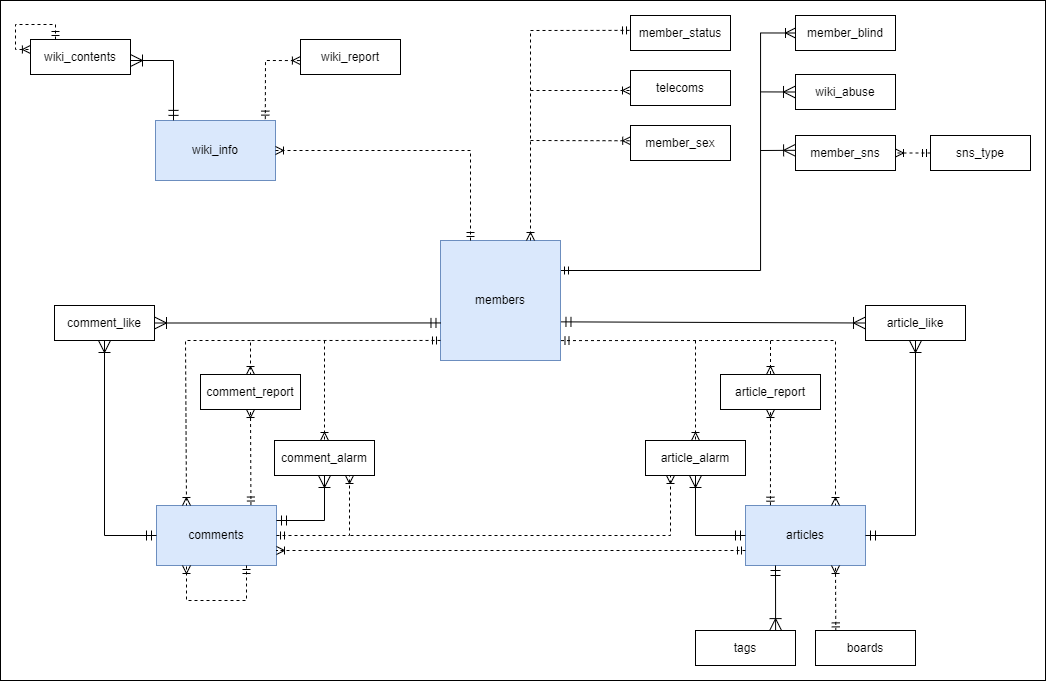 member_status
member_blind
wiki_contents
wiki_report
telecoms
wiki_abuse
wiki_info
member_sex
member_sns
sns_type
members
comment_like
article_like
comment_report
article_report
comment_alarm
article_alarm
comments
articles
tags
boards